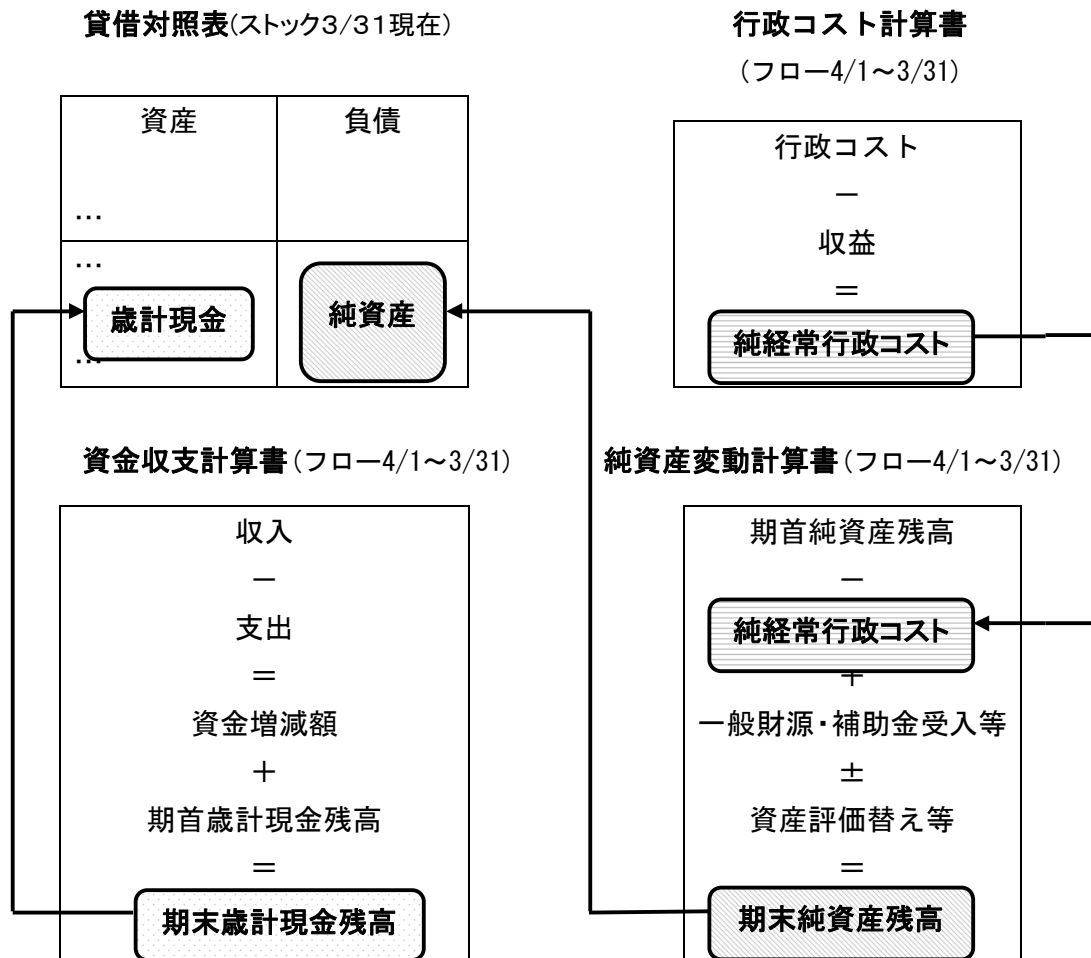 貸借対照表(ストック3/31現在)
資産
負債
…
…
歳計現金
…
純資産
行政コスト計算書
(フロー4/1～3/31)
行政コスト
－
収益
＝
純経常行政コスト
資金収支計算書(フロー4/1～3/31)
収入
－
支出
＝
資金増減額
＋
期首歳計現金残高
＝
期末歳計現金残高
純資産変動計算書(フロー4/1～3/31)
期首純資産残高
－
純経常行政コスト
＋
一般財源・補助金受入等
±
資産評価替え等
＝
期末純資産残高